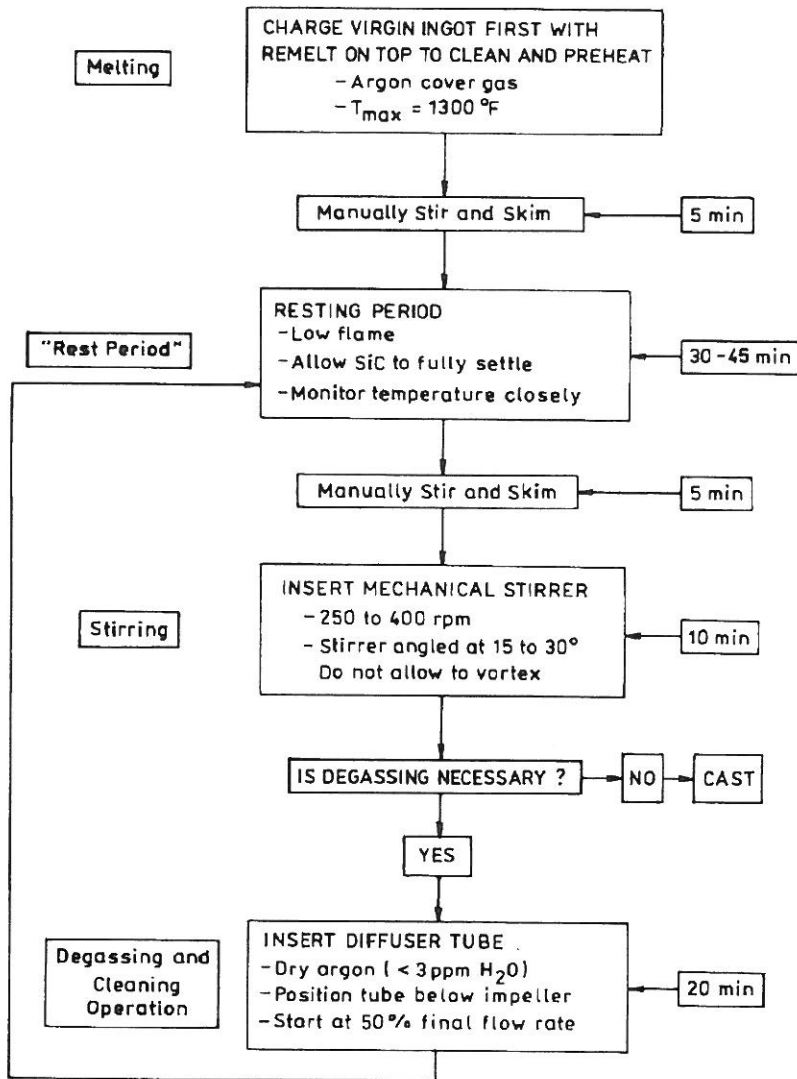 CHARGE VIRGIN INGOT FIRST WITH
REMELT ON TOP TO CLEAN AND PREHEAT
-Argon cover gas
-Tmax = 1300 °F
Melting
Manually Stir and Skim
5 min
RESTING PERIOD
-Low flame
-Allow SiC to fully settle
-Monitor temperature closely
"Rest Period"
30-45 min
Manually Stir and Skim
5 min
INSERT MECHANICAL STIRRER
-250 to 400 rpm
-Stirrer angled at 15 to 30°
Do not allow to vortex
Stirring
10 min
IS DEGASSING NECESSARY ?
NO
CAST
YES
INSERT DIFFUSER TUBE
-Dry argon (<3ppm H2O)
-Position tube below impeller
-Start at 50% final flow rate
Degassing and
Cleaning
Operation
20 min